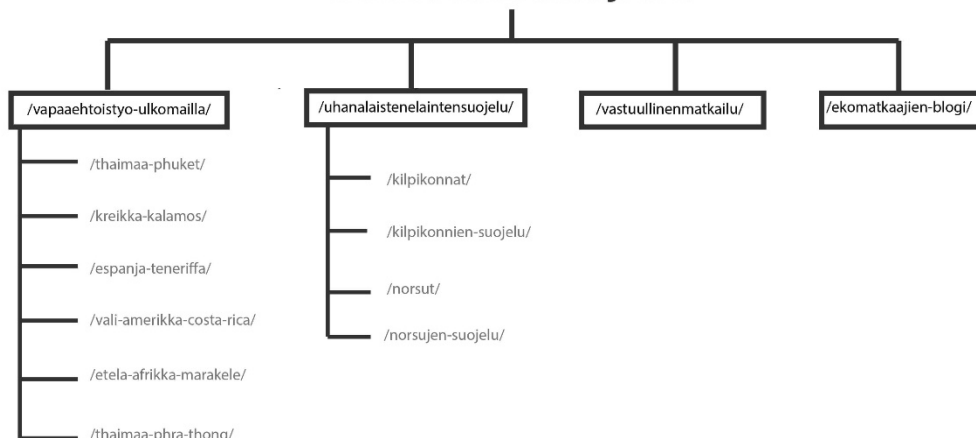 /vapaaehtoistyo-ulkomailla/
/uhanalaistenelaintensuojelu/
/vastuullinenmatkailu/
/ekomatkaajien-blogi/
/thaimaa-phuket/
/kreikka-kalamos/
/espanja-teneriffa/
/vali-amerikka-costa-rica/
/etela-afrikka-marakele/
/thaimaa-phra-thong/
/kilpikonnat/
/kilpikonnien-suojelu/
/norsut/
/norsujen-suojelu/